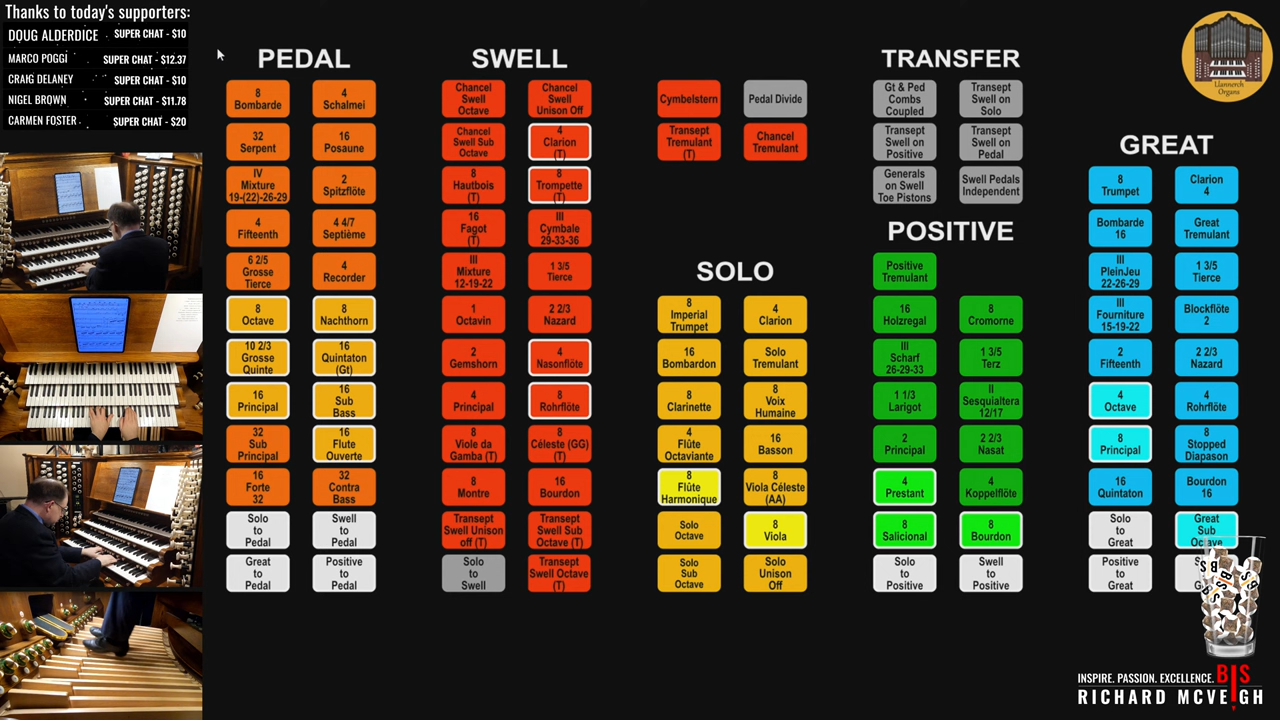 Thanks to today's supporters:
DOUG ALDERDICE SUPER CHAT - $10
MARCO POGGI SUPER CHAT - $12.37
CRAIG DELANEY SUPER CHAT - $10
NIGEL BROWN SUPER CHAT - $11.78
CARMEN FOSTER SUPER CHAT - $20
PEDAL
8
Bombarde
4
Schalmei
32
Serpent
16
Posaune
IV
Mixture
19-(22)-26-29
2
Spitzflöte
4
Fifteenth
4 4/7
Septième
6 2/5
Grosse
Tierce
4
Recorder
8
Octave
8
Nachthorn
10 2/3
Grosse
Quinte
16
Quintaton
(Gt)
16
Principal
16
Sub
Bass
32
Sub
Principal
16
Flute
Ouverte
16
Forte
32
32
Contra
Bass
Solo
to
Pedal
Swell
to
Pedal
Great
to
Pedal
Positive
to
Pedal
SWELL
Chancel
Swell
Octave
Chancel
Swell
Unison Off
Chancel
Swell Sub
Octave
4
Clarion
(T)
8
Hautbois
(T)
8
Trompette
(T)
16
Fagot
(T)
III
Cymbale
29-33-36
III
Mixture
12-19-22
1 3/5
Tierce
1
Octavin
2 2/3
Nazard
2
Gemshorn
4
Nasonflöte
4
Principal
8
Rohrflöte
8
Viole da
Gamba (T)
8
Céleste (GG)
(T)
8
Montre
16
Bourdon
Transept
Swell Unison
off (T)
Transept
Swell Sub
Octave (T)
Solo
to
Swell
Transept
Swell Octave
(T)
Cymbelstern
Pedal Divide
Transept
Tremulant
(T)
Chancel
Tremulant
SOLO
8
Imperial
Trumpet
4
Clarion
16
Bombardon
Solo
Tremulant
8
Clarinette
8
Voix
Humaine
4
Flûte
Octaviante
16
Basson
8
Flûte
Harmonique
8
Viola Céleste
(AA)
Solo
Octave
8
Viola
Solo
Sub
Octave
Solo
Unison
Off
TRANSFER
Gt & Ped
Combs
Coupled
Transept
Swell on
Solo
Transept
Swell on
Positive
Transept
Swell on
Pedal
Generals
on Swell
Toe Pistons
Swell Pedals
Independent
POSITIVE
Positive
Tremulant
16
Holzregal
8
Cromorne
III
Scharf
26-29-33
1 3/5
Terz
1 1/3
Larigot
II
Sesquialtera
12/17
2
Principal
2 2/3
Nasat
4
Prestant
4
Koppelflöte
8
Salicional
8
Bourdon
Solo
to
Positive
Swell
to
Positive
GREAT
8
Trumpet
Clarion
4
Bombarde
16
Great
Tremulant
III
PleinJeu
22-26-29
1 3/5
Tierce
III
Fourniture
15-19-22
Blockflöte
2
2
Fifteenth
2 2/3
Nazard
4
Octave
4
Rohrflöte
8
Principal
8
Stopped
Diapason
16
Quintaton
Bourdon
16
Solo
to
Great
Great
Sub
Octave
Positive
to
Great
Llannerch
Organs
INSPIRE. PASSION. EXCELLENCE. BIS
RICHARD MCVEIGH